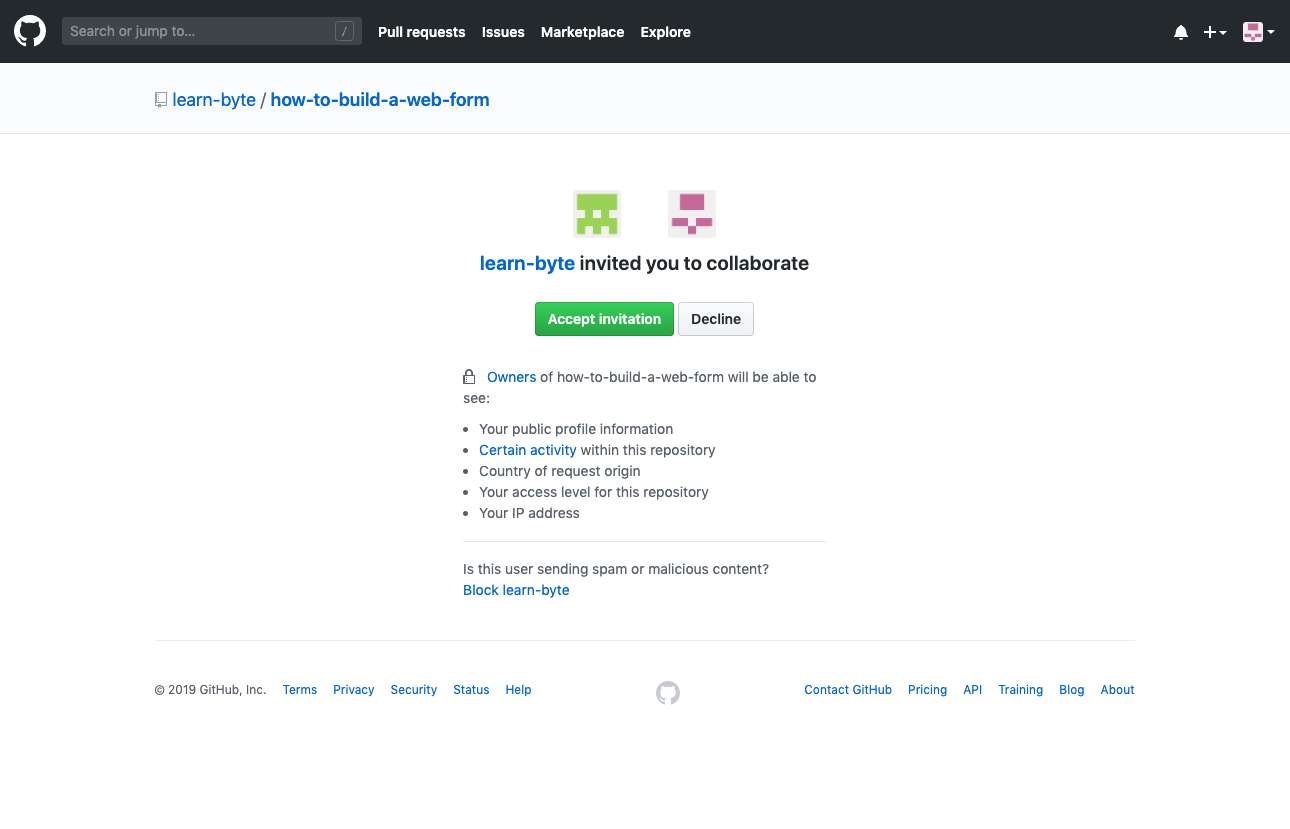 Search or jump to... /
Pull requests Issues Marketplace Explore
learn-byte / how-to-build-a-web-form
learn-byte invited you to collaborate
Accept invitation Decline
Owners of how-to-build-a-web-form will be able to
see:
Your public profile information
Certain activity within this repository
Country of request origin
Your access level for this repository
Your IP address
Is this user sending spam or malicious content?
Block learn-byte
© 2019 GitHub, Inc. Terms Privacy Security Status Help Contact GitHub Pricing API Training Blog About